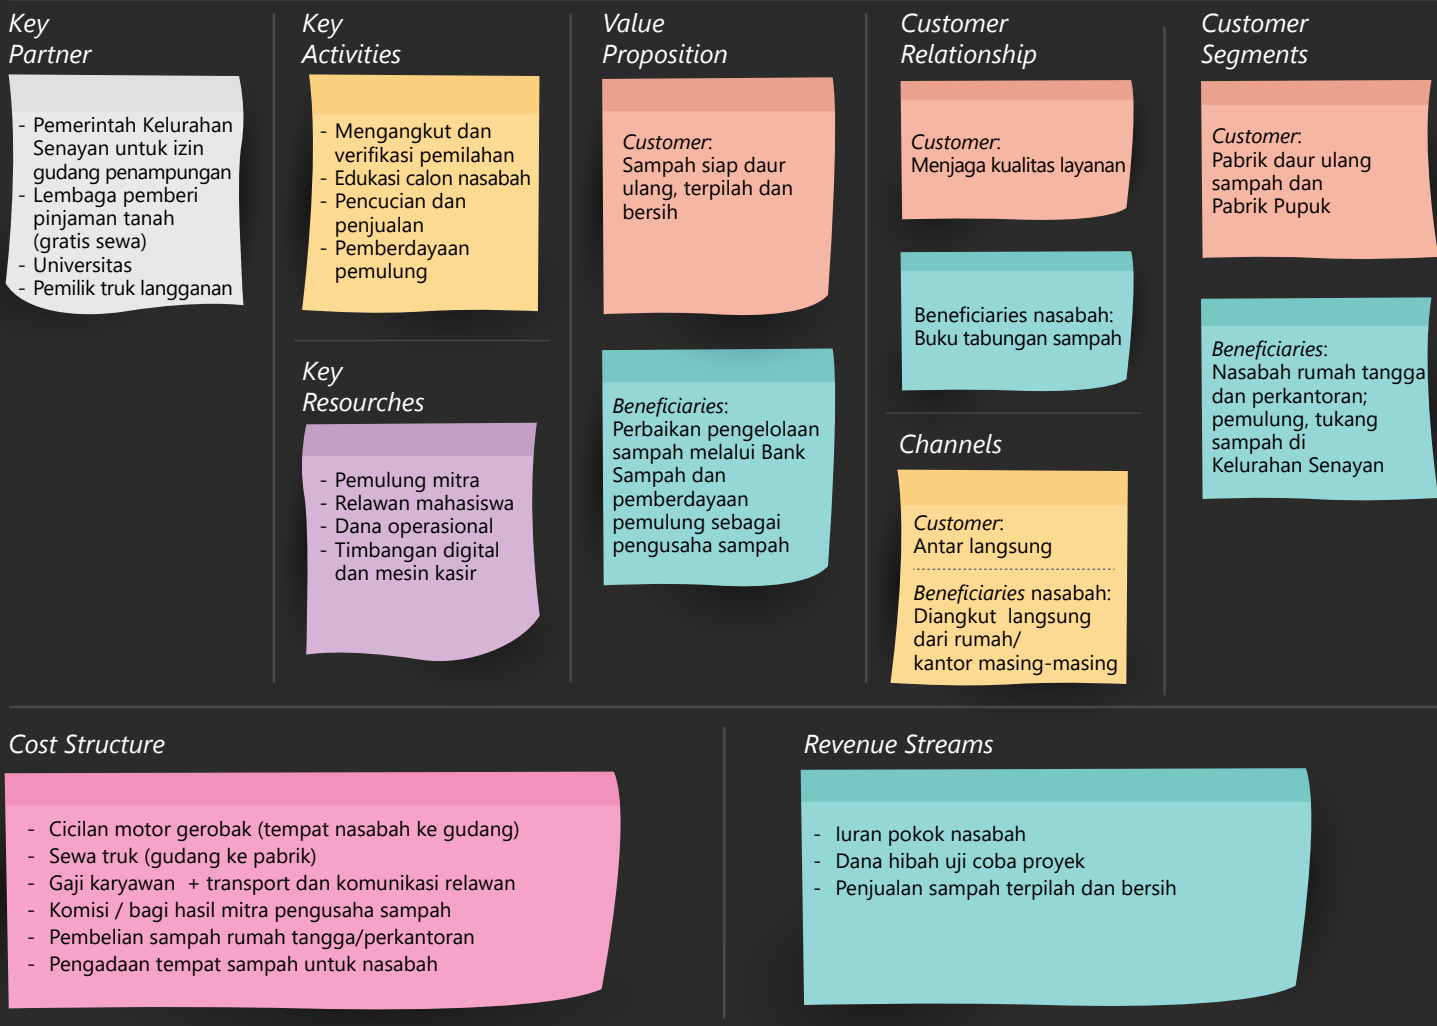 Key
Partner
- Pemerintah Kelurahan
Senayan untuk izin
gudang penampungan
- Lembaga pemberi
pinjaman tanah
(gratis sewa)
- Universitas
- Pemilik truk langganan
Key
Activities
- Mengangkut dan
verifikasi pemilahan
- Edukasi calon nasabah
- Pencucian dan
penjualan
- Pemberdayaan
pemulung
Key
Resourches
- Pemulung mitra
- Relawan mahasiswa
- Dana operasional
- Timbangan digital
dan mesin kasir
Value
Proposition
Customer:
Sampah siap daur
ulang, terpilah dan
bersih
Beneficiaries:
Perbaikan pengelolaan
sampah melalui Bank
Sampah dan
pemberdayaan
pemulung sebagai
pengusaha sampah
Customer
Relationship
Customer:
Menjaga kualitas layanan
Beneficiaries nasabah:
Buku tabungan sampah
Channels
Customer:
Antar langsung
Beneficiaries nasabah:
Diangkut langsung
dari rumah/
kantor masing-masing
Customer
Segments
Customer:
Pabrik daur ulang
sampah dan
Pabrik Pupuk
Beneficiaries:
Nasabah rumah tangga
dan perkantoran;
pemulung, tukang
sampah di
Kelurahan Senayan
Cost Structure
- Cicilan motor gerobak (tempat nasabah ke gudang)
- Sewa truk (gudang ke pabrik)
- Gaji karyawan + transport dan komunikasi relawan
- Komisi / bagi hasil mitra pengusaha sampah
- Pembelian sampah rumah tangga/perkantoran
- Pengadaan tempat sampah untuk nasabah
Revenue Streams
- Iuran pokok nasabah
- Dana hibah uji coba proyek
- Penjualan sampah terpilah dan bersih